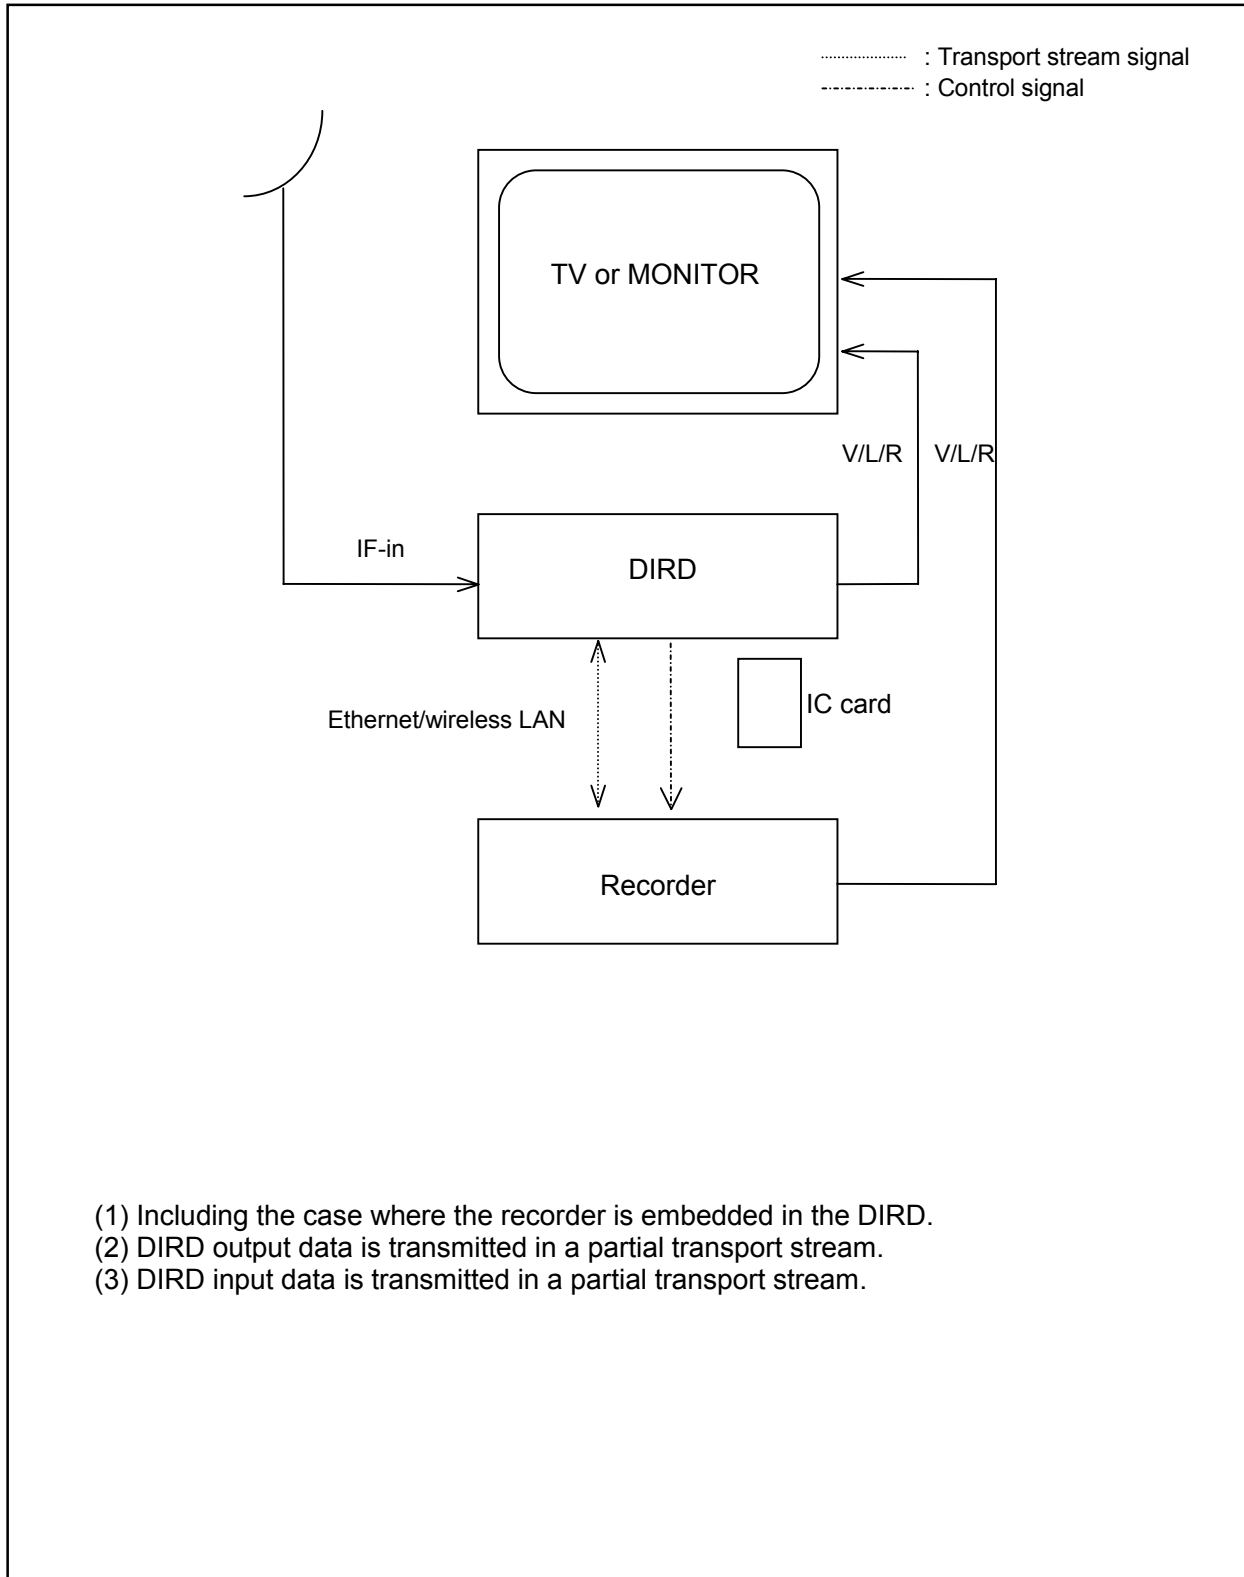 : Transport stream signal
: Control signal
TV or MONITOR
V/L/R V/L/R
IF-in
DIRD
IC card
Ethernet/wireless LAN
Recorder
(1) Including the case where the recorder is embedded in the DIRD.
(2) DIRD output data is transmitted in a partial transport stream.
(3) DIRD input data is transmitted in a partial transport stream.